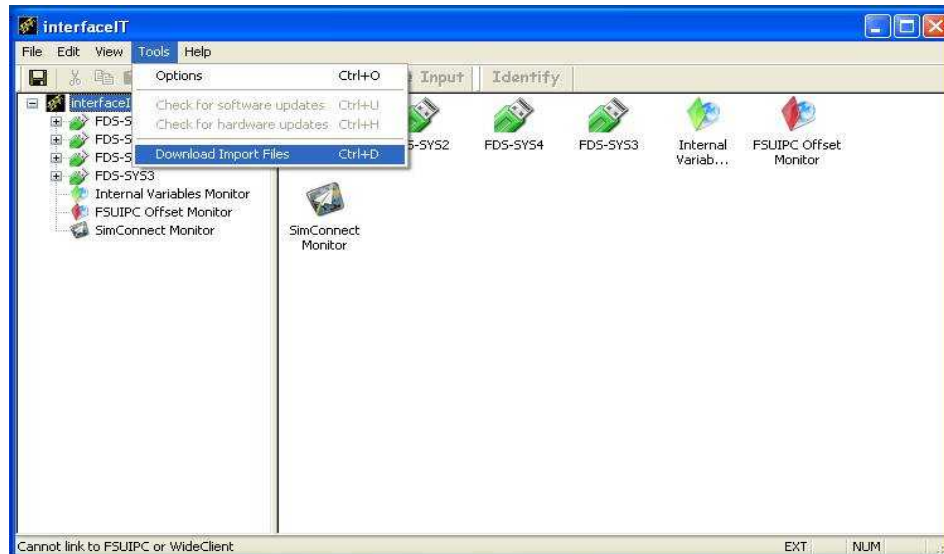 interfaceIT
File Edit View Tools Help
Options Ctrl+O
Input Identify
Check for software updates Ctrl+U
Check for hardware updates Ctrl+H
Download Import Files Ctrl+D
FDS-S
FDS-S
FDS-S
FDS-SYS3
Internal Variables Monitor
FSUIPC Offset Monitor
SimConnect Monitor
FDS-SYS4
FDS-SYS3
Internal
Variab...
FSUIPC Offset
Monitor
SimConnect
Monitor
Cannot link to FSUIPC or WideClient
EXT NUM